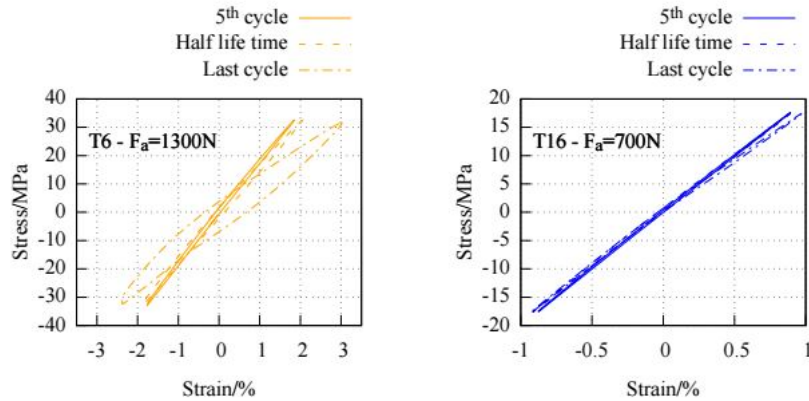 5th cycle
Half life time
Last cycle
40
30
20
10
0
-10
-20
-30
-40
T6 - Fa=1300N
Stress/MPa
-3 -2 -1 0 1 2 3
Strain/%
5th cycle
Half life time
Last cycle
20
15
10
5
0
-5
-10
-15
-20
T16 - Fa=700N
Stress/MPa
-1 -0.5 0 0.5 1
Strain/%